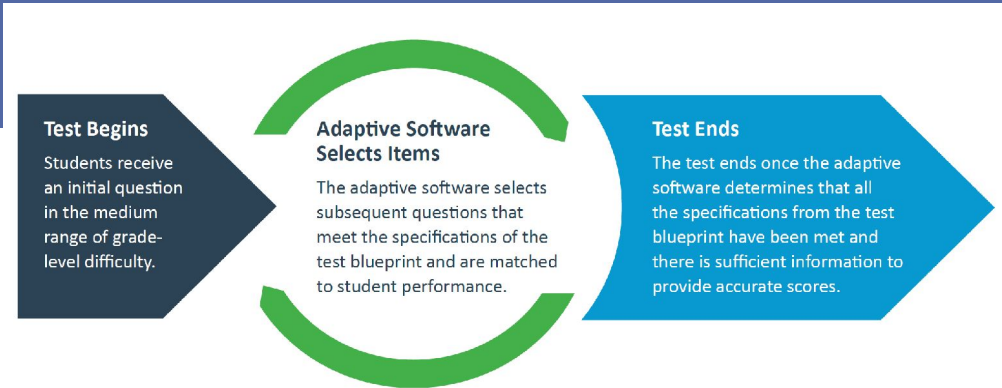 Test Begins
Students receive
an initial question
in the medium
range of grade-
level difficulty.
Adaptive Software
Selects Items
The adaptive software selects
subsequent questions that
meet the specifications of the
test blueprint and are matched
to student performance.
Test Ends
The test ends once the adaptive
software determines that all
the specifications from the test
blueprint have been met and
there is sufficient information to
provide accurate scores.